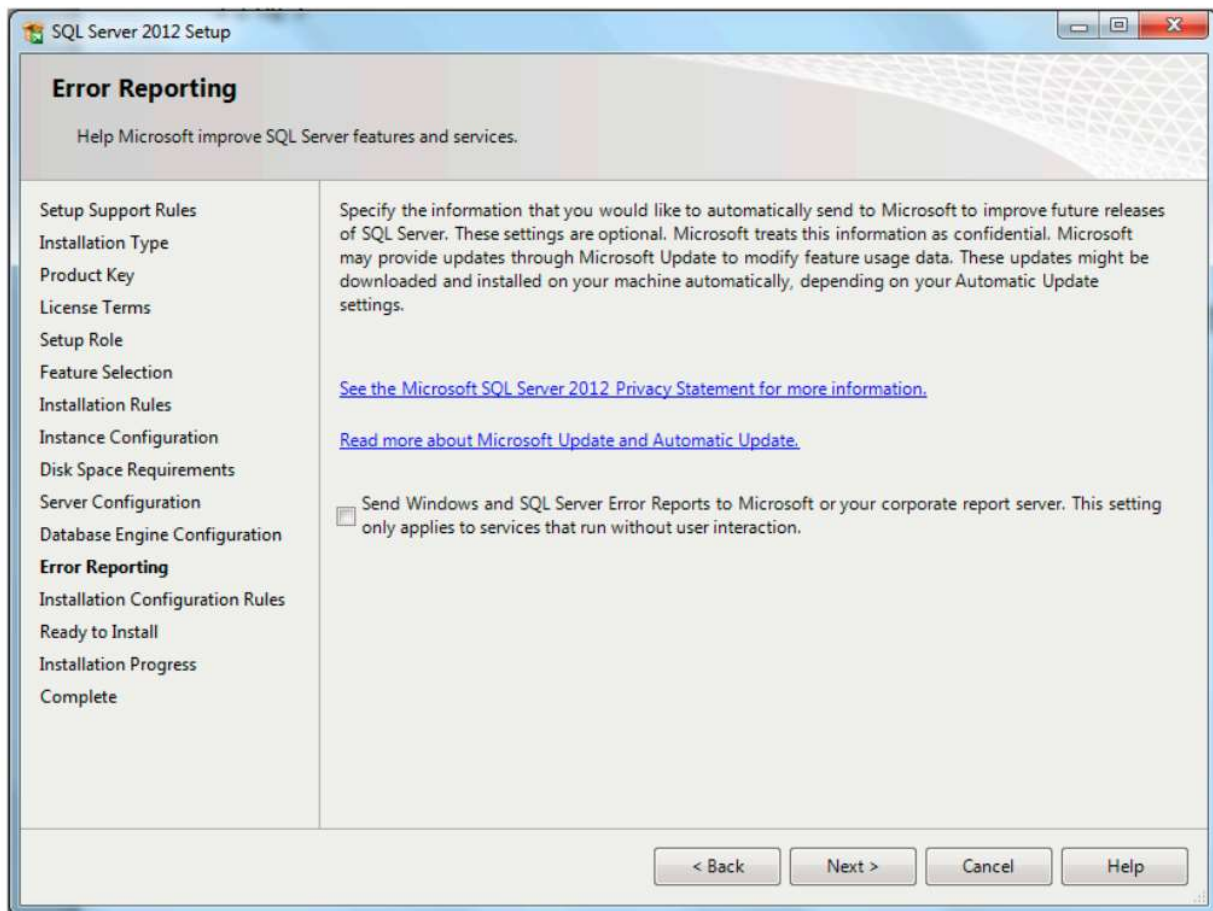 SQL Server 2012 Setup
Error Reporting
Help Microsoft improve SQL Server features and services.
Setup Support Rules
Installation Type
Product Key
License Terms
Setup Role
Feature Selection
Installation Rules
Instance Configuration
Disk Space Requirements
Server Configuration
Database Engine Configuration
Error Reporting
Installation Configuration Rules
Ready to Install
Installation Progress
Complete
Specify the information that you would like to automatically send to Microsoft to improve future releases
of SQL Server. These settings are optional. Microsoft treats this information as confidential. Microsoft
may provide updates through Microsoft Update to modify feature usage data. These updates might be
downloaded and installed on your machine automatically, depending on your Automatic Update
settings.
See the Microsoft SQL Server 2012 Privacy Statement for more information.
Read more about Microsoft Update and Automatic Update.
Send Windows and SQL Server Error Reports to Microsoft or your corporate report server. This setting
only applies to services that run without user interaction.
< Back
Next >
Cancel
Help